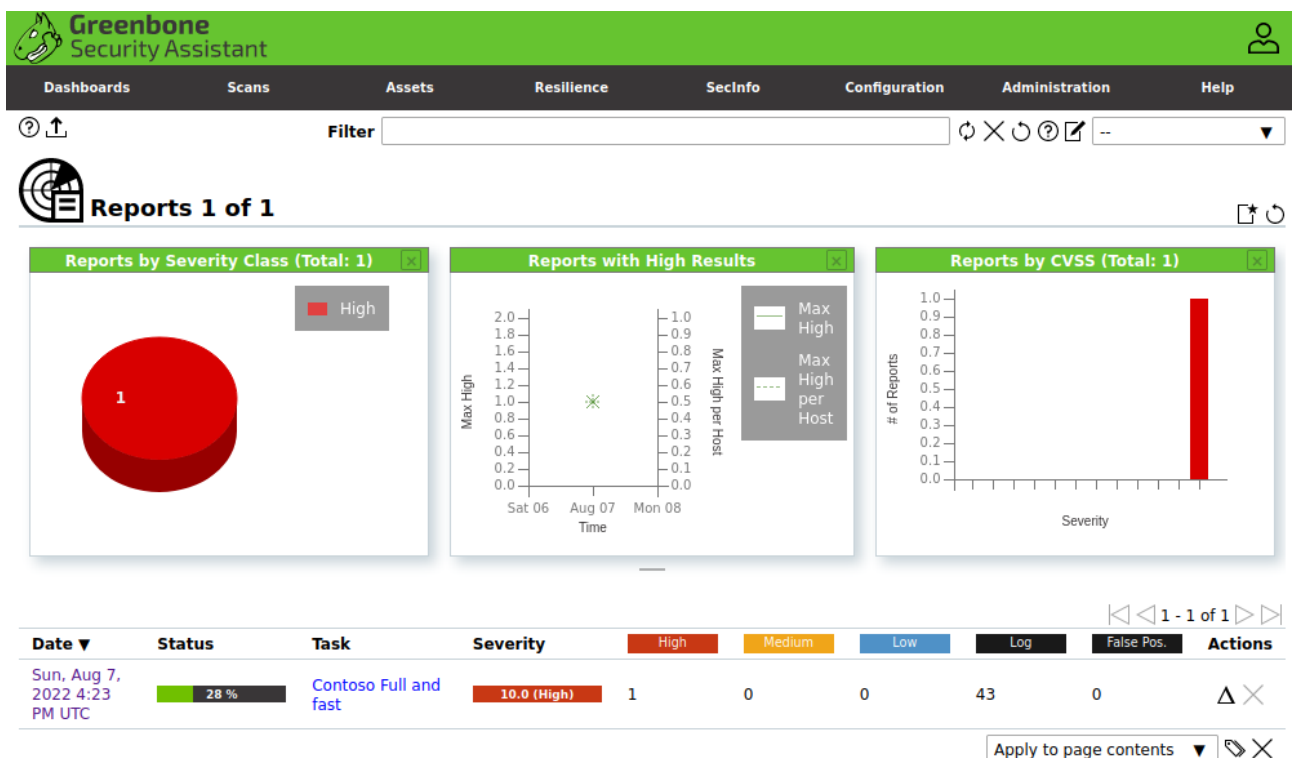 Greenbone
Security Assistant
Dashboards Scans Assets Resilience SecInfo Configuration Administration Help
Filter --
Reports 1 of 1
Reports by Severity Class (Total: 1)
High
1
Reports with High Results
2.0
1.8
1.6
1.4
1.2
1.0
0.8
0.6
0.4
0.2
0.0
Max High
1.0
0.9
0.8
0.7
0.6
0.5
0.4
0.3
0.2
0.1
0.0
Max High per Host
Sat 06 Aug 07 Mon 08
Time
Max
High
Max
High
per
Host
Reports by CVSS (Total: 1)
1.0
0.9
0.8
0.7
0.6
0.5
0.4
0.3
0.2
0.1
0.0
# of Reports
Severity
1 - 1 of 1
Date ▼ Status Task Severity High Medium Low Log False Pos. Actions
Sun, Aug 7,
2022 4:23
PM UTC
28 %
Contoso Full and
fast
10.0 (High)
1 0 0 43 0
Apply to page contents ▼